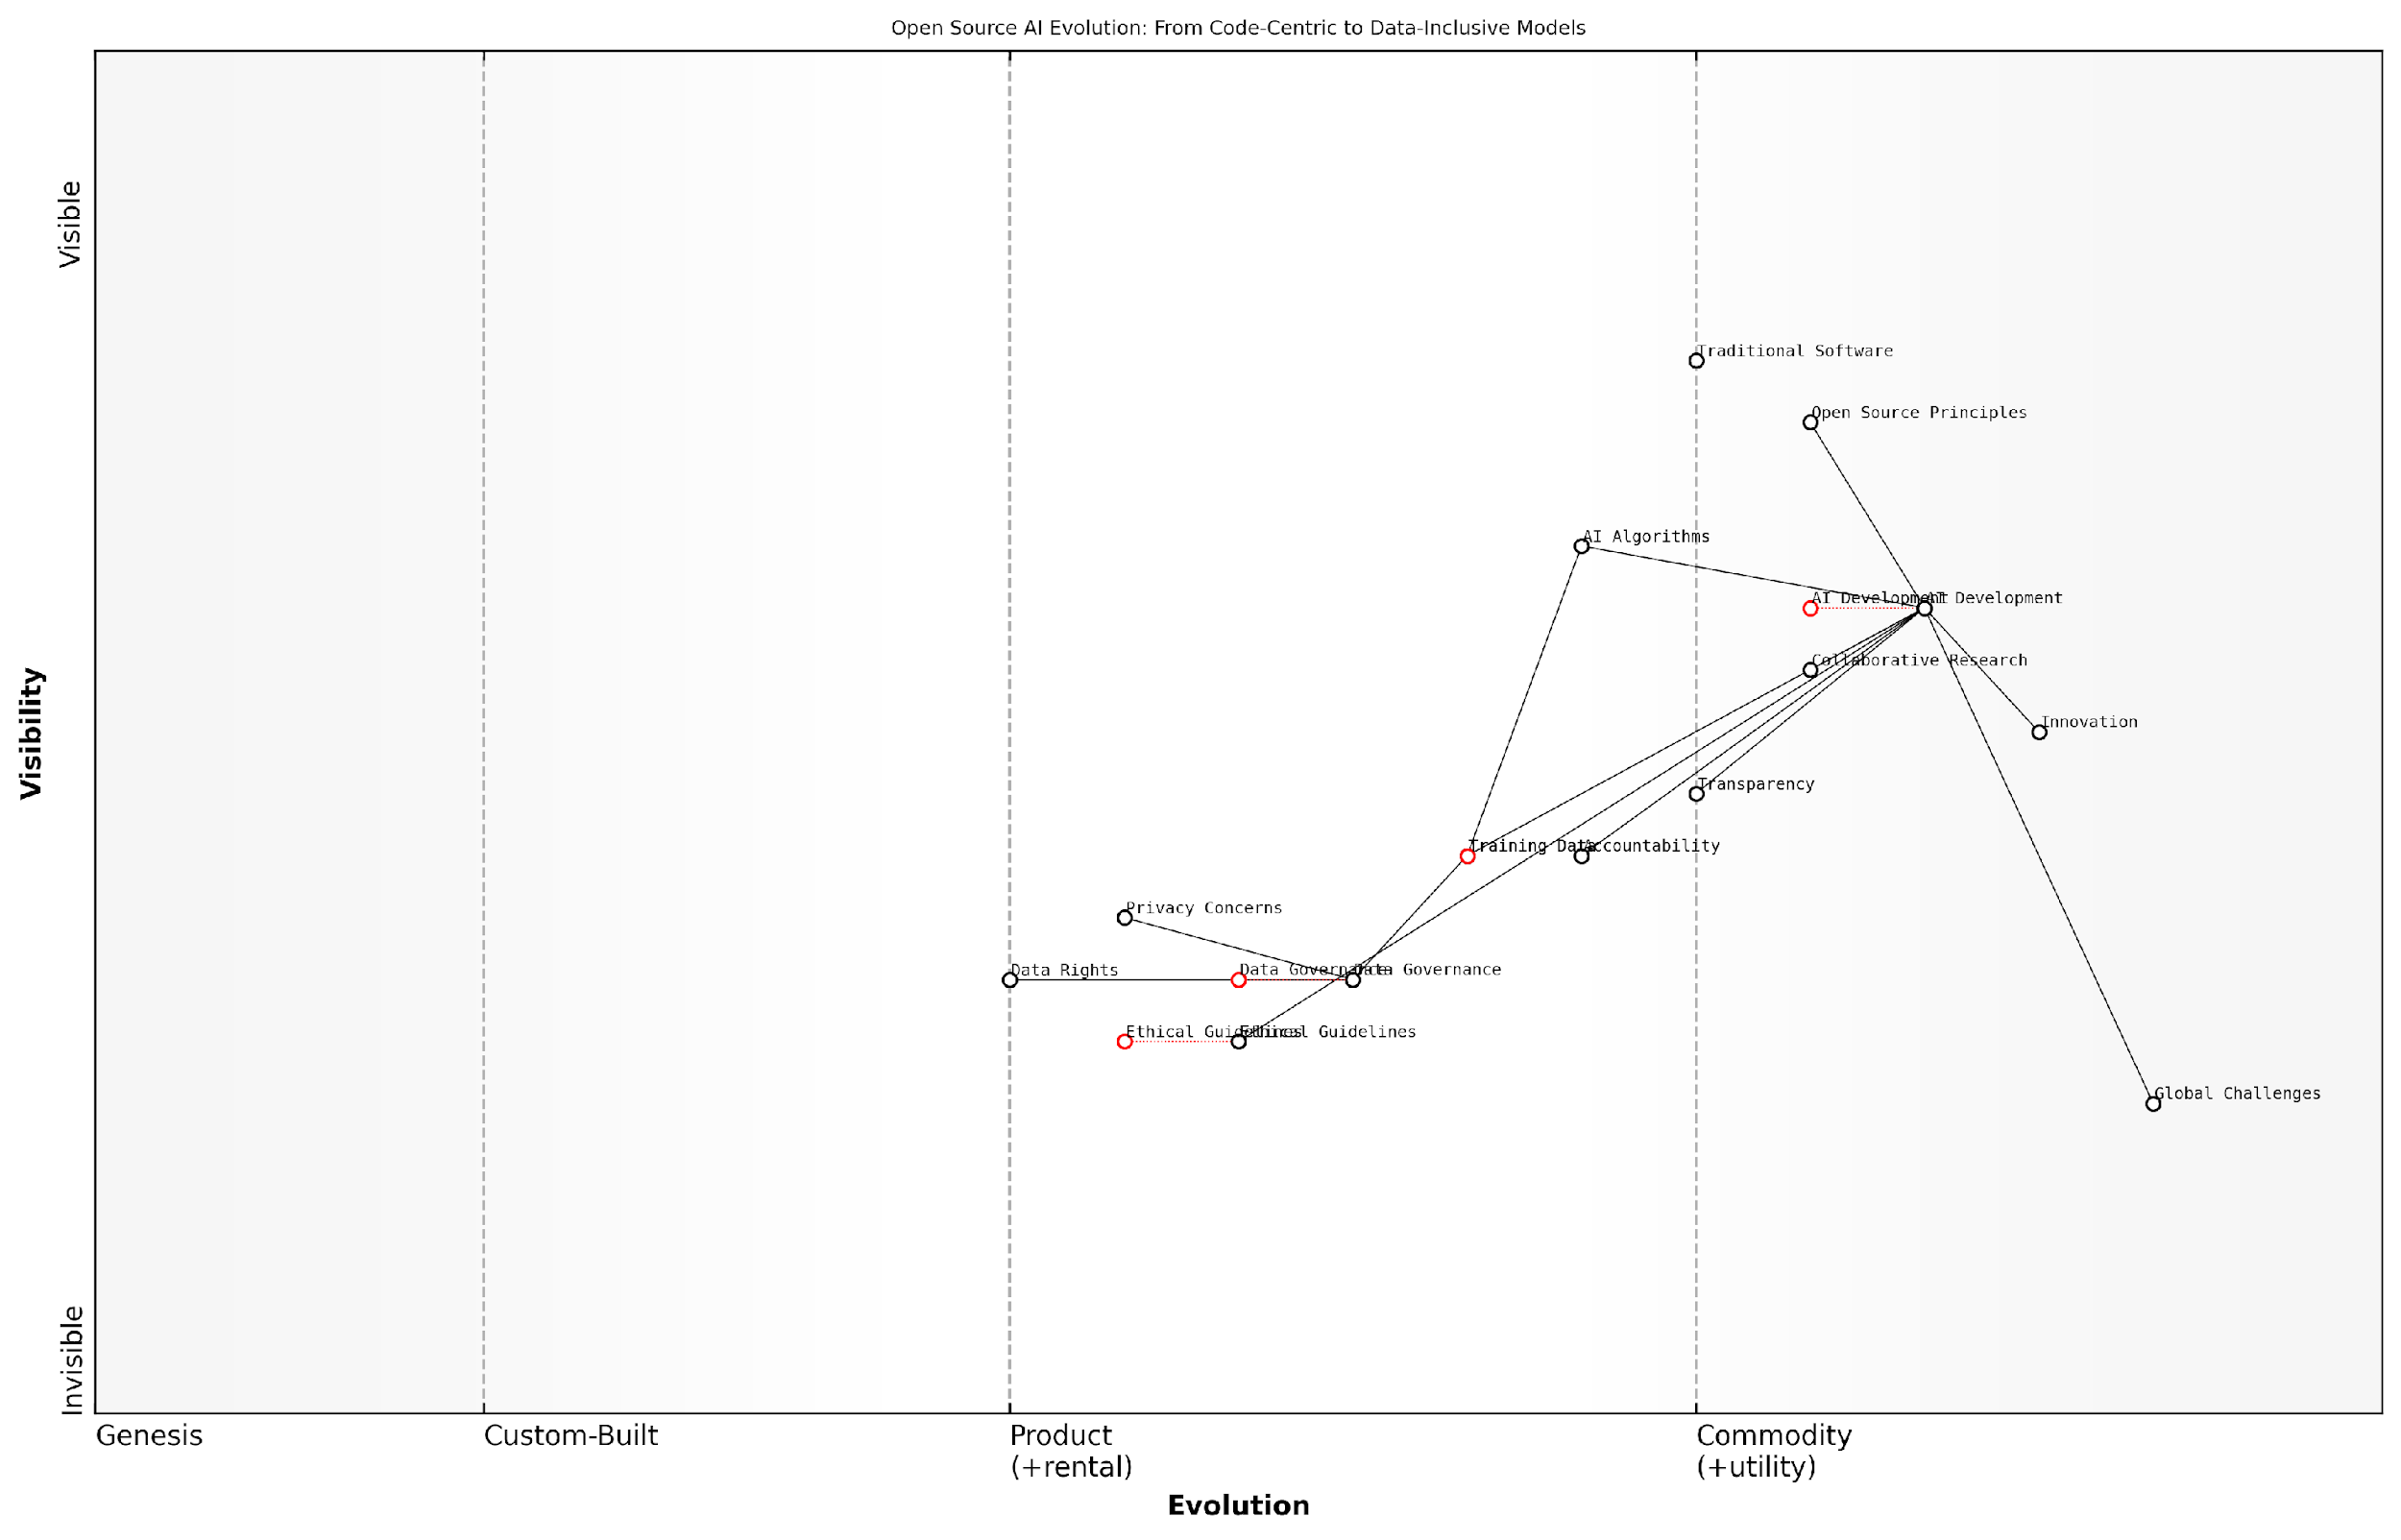 Open Source AI Evolution: From Code-Centric to Data-Inclusive Models
Visible
Visibility
Invisible
Traditional Software
Open Source Principles
AI Algorithms
AI Development
AI Development
Collaborative Research
Innovation
Transparency
Training Data
Accountability
Privacy Concerns
Data Rights
Data Governance
Data Governance
Ethical Guidelines
Ethical Guidelines
Global Challenges
Genesis
Custom-Built
Product
(+rental)
Commodity
(+utility)
Evolution